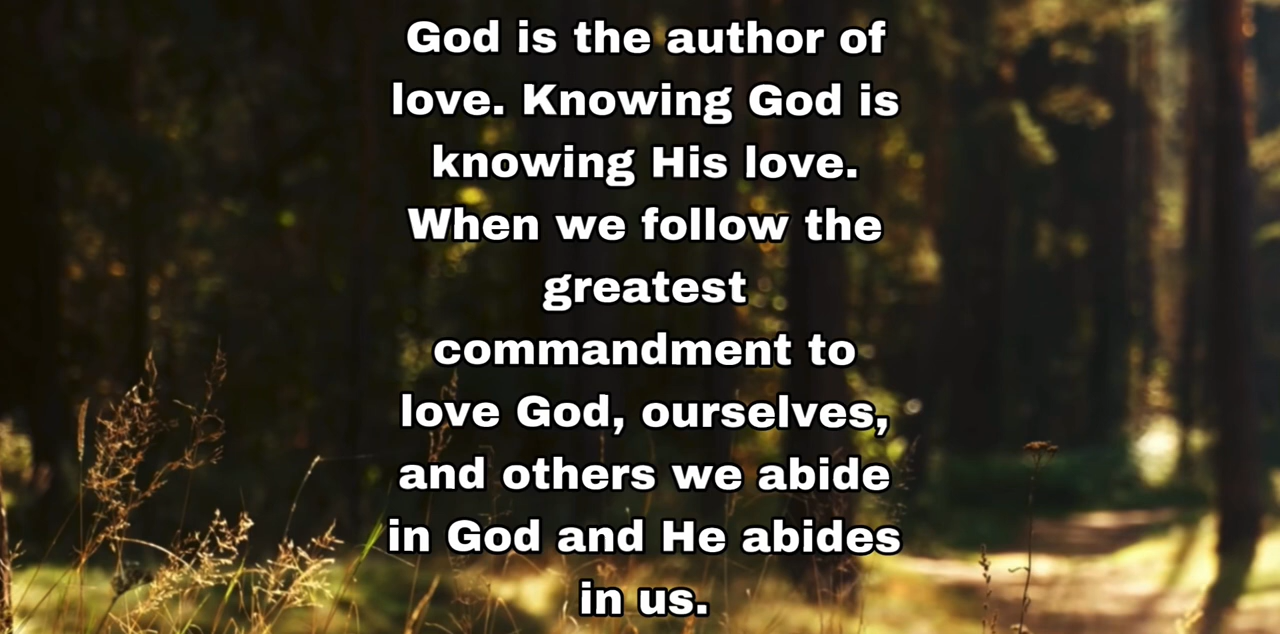 God is the author of
love. Knowing God is
knowing His love.
When we follow the
greatest
commandment to
love God, ourselves,
and others we abide
in God and He abides
in us.